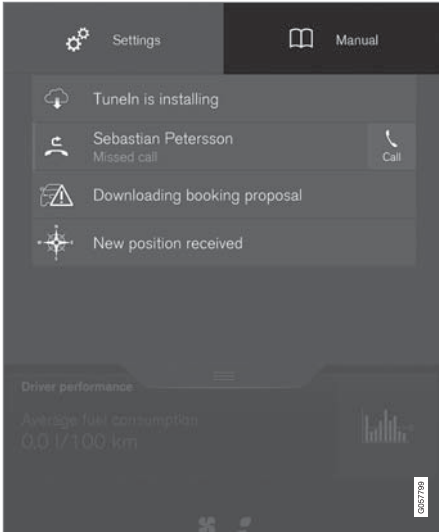 Settings
Manual
TuneIn is installing
Sebastian Petersson
Missed call
Call
Downloading booking proposal
New position received
Driver performance
Average fuel consumption
0.0 l/100 km
G057799